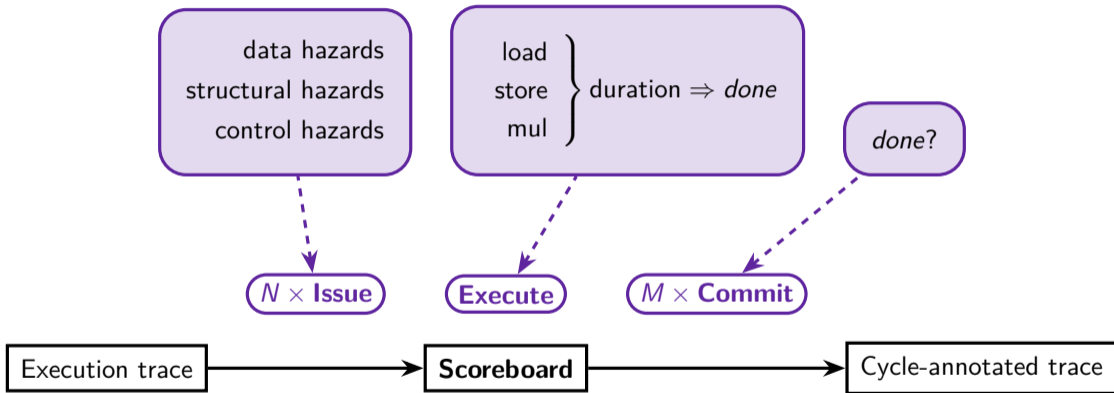 data hazards
structural hazards
control hazards
load
store
mul
duration ⇒ done
done?
N × Issue
Execute
M × Commit
Execution trace
Scoreboard
Cycle-annotated trace